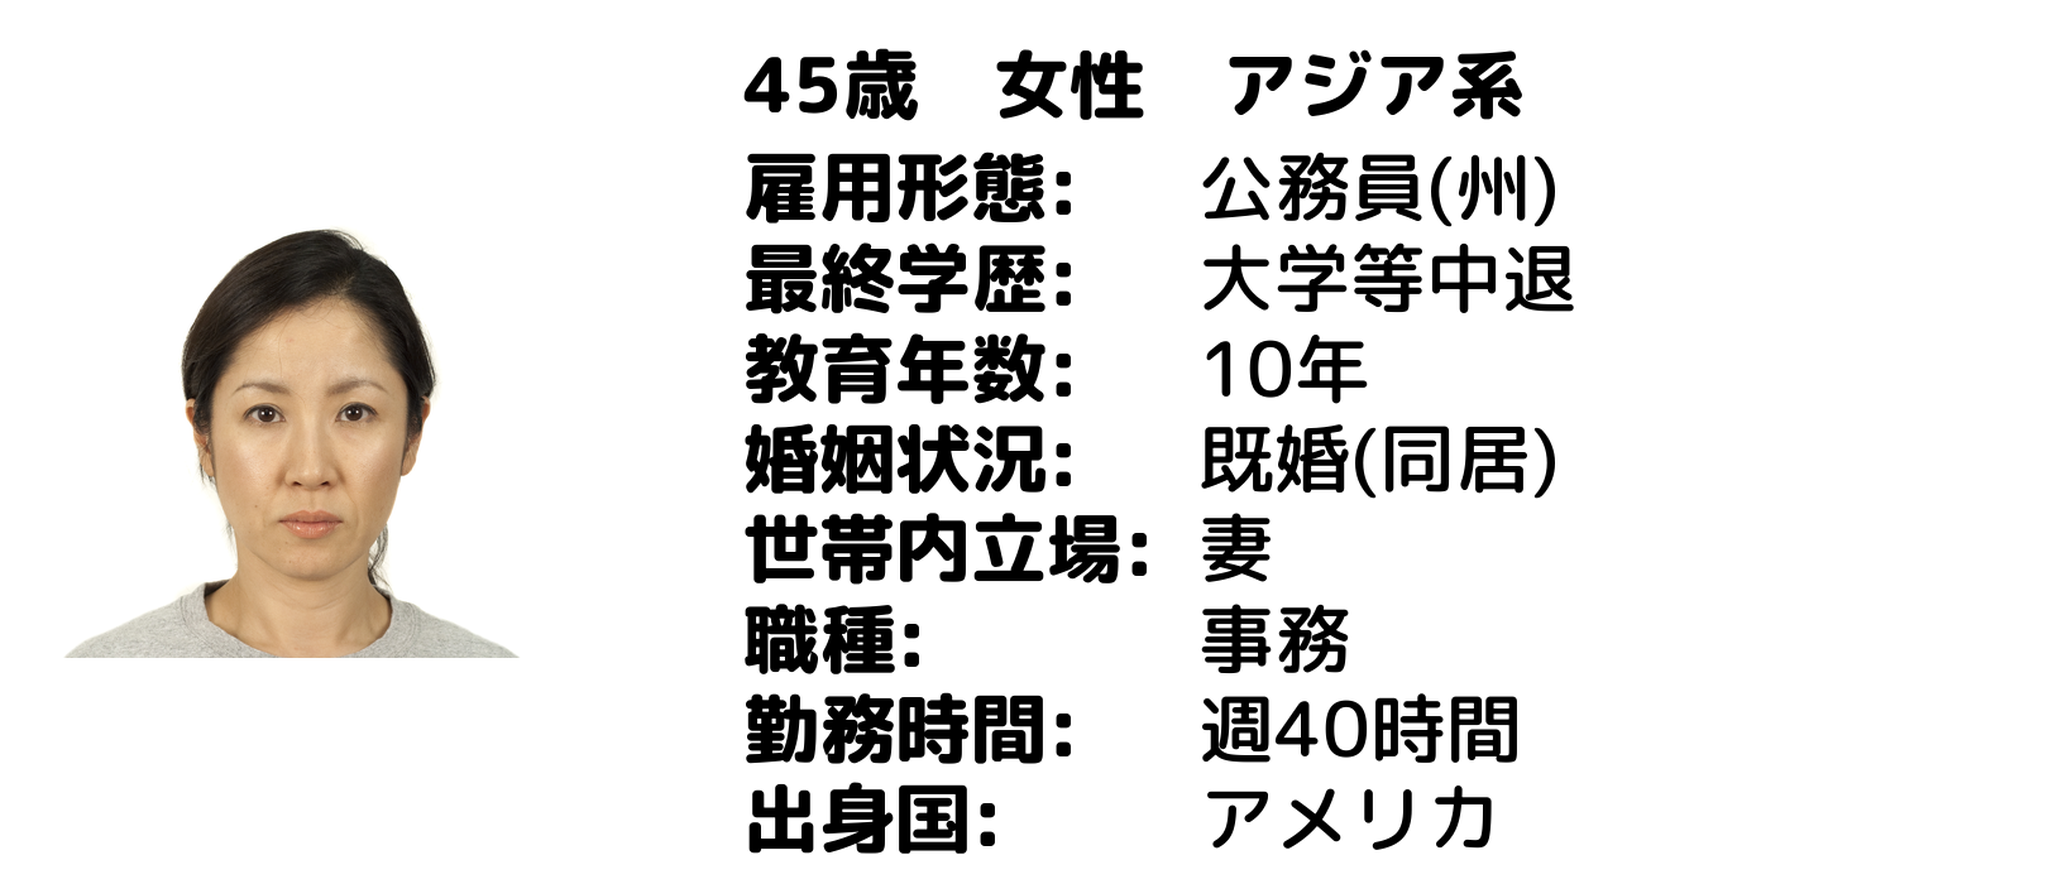 45歳　女性　アジア系
雇用形態: 公務員(州)
最終学歴: 大学等中退
教育年数: 10年
婚姻状況: 既婚(同居)
世帯内立場: 妻
職種: 事務
勤務時間: 週40時間
出身国: アメリカ